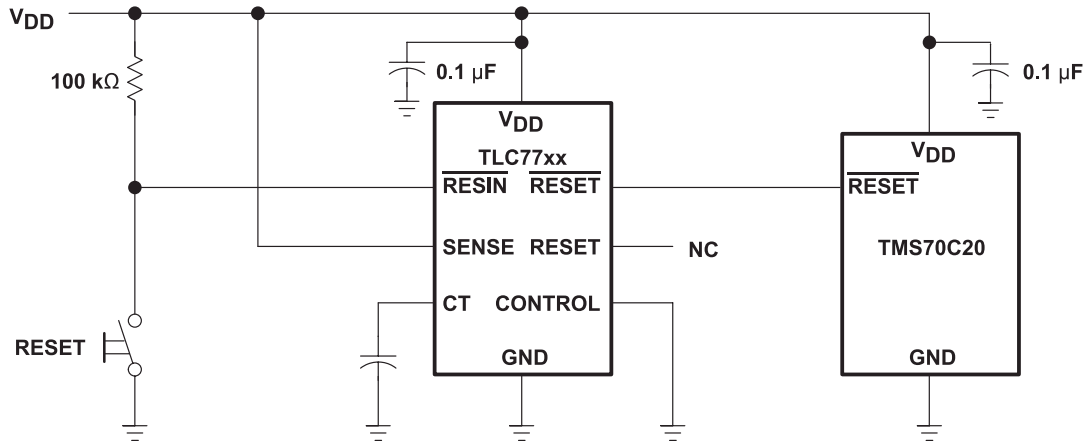 VDD
100 kΩ
0.1 µF
0.1 µF
VDD
TLC77xx
RESIN RESET
SENSE RESET
CT CONTROL
GND
NC
VDD
RESET
TMS70C20
GND
RESET